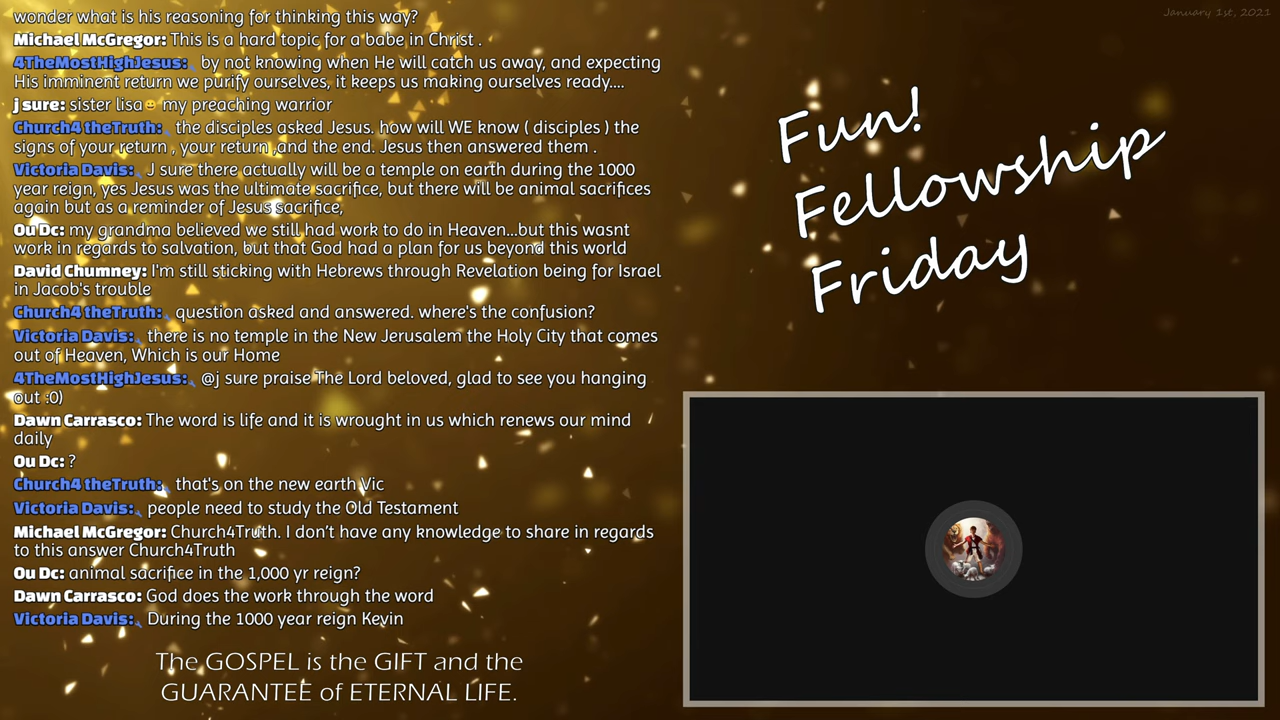 wonder what is his reasoning for thinking this way?
Michael McGregor: This is a hard topic for a babe in Christ .
4TheMostHighJesus: by not knowing when He will catch us away, and expecting
His imminent return we purify ourselves, it keeps us making ourselves ready....
j sure: sister lisa😊 my preaching warrior
Church4 theTruth: the disciples asked Jesus. how will WE know ( disciples ) the
signs of your return , your return ,and the end. Jesus then answered them .
Victoria Davis: J sure there actually will be a temple on earth during the 1000
year reign, yes Jesus was the ultimate sacrifice, but there will be animal sacrifices
again but as a reminder of Jesus sacrifice,
Ou Dc: my grandma believed we still had work to do in Heaven...but this wasnt
work in regards to salvation, but that God had a plan for us beyond this world
David Chumney: I'm still sticking with Hebrews through Revelation being for Israel
in Jacob's trouble
Church4 theTruth: question asked and answered. where's the confusion?
Victoria Davis: there is no temple in the New Jerusalem the Holy City that comes
out of Heaven, Which is our Home
4TheMostHighJesus: @j sure praise The Lord beloved, glad to see you hanging
out :0)
Dawn Carrasco: The word is life and it is wrought in us which renews our mind
daily
Ou Dc: ?
Church4 theTruth: that's on the new earth Vic
Victoria Davis: people need to study the Old Testament
Michael McGregor: Church4Truth. I don't have any knowledge to share in regards
to this answer Church4Truth
Ou Dc: animal sacrifice in the 1,000 yr reign?
Dawn Carrasco: God does the work through the word
Victoria Davis: During the 1000 year reign Kevin
The GOSPEL is the GIFT and the
GUARANTEE of ETERNAL LIFE.
January 1st, 2021
Fun!
Fellowship
Friday